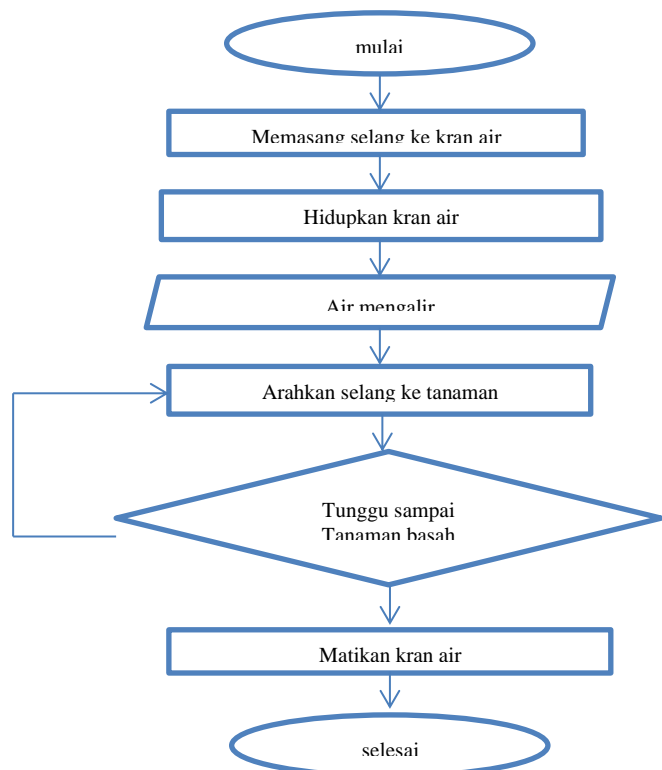 mulai
Memasang selang ke kran air
Hidupkan kran air
Air mengalir
Arahkan selang ke tanaman
Tunggu sampai
Tanaman basah
Matikan kran air
selesai